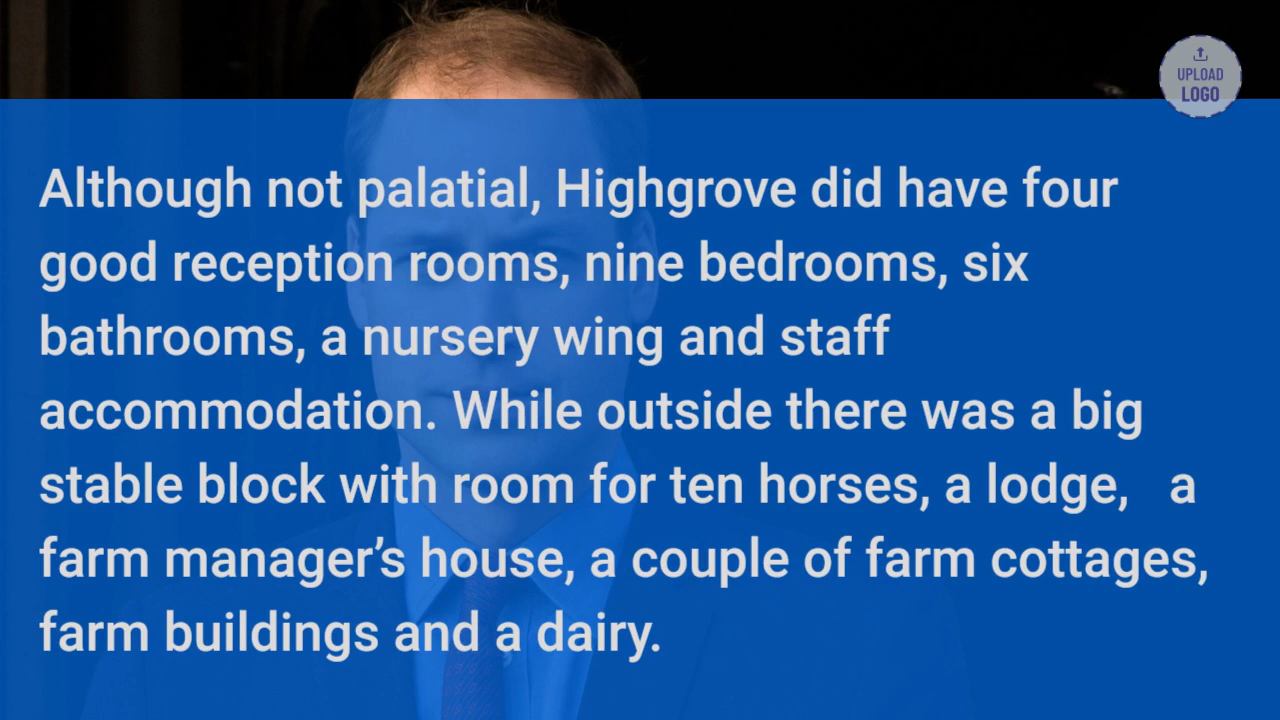 UPLOAD
LOGO
Although not palatial, Highgrove did have four
good reception rooms, nine bedrooms, six
bathrooms, a nursery wing and staff
accommodation. While outside there was a big
stable block with room for ten horses, a lodge, a
farm manager’s house, a couple of farm cottages,
farm buildings and a dairy.